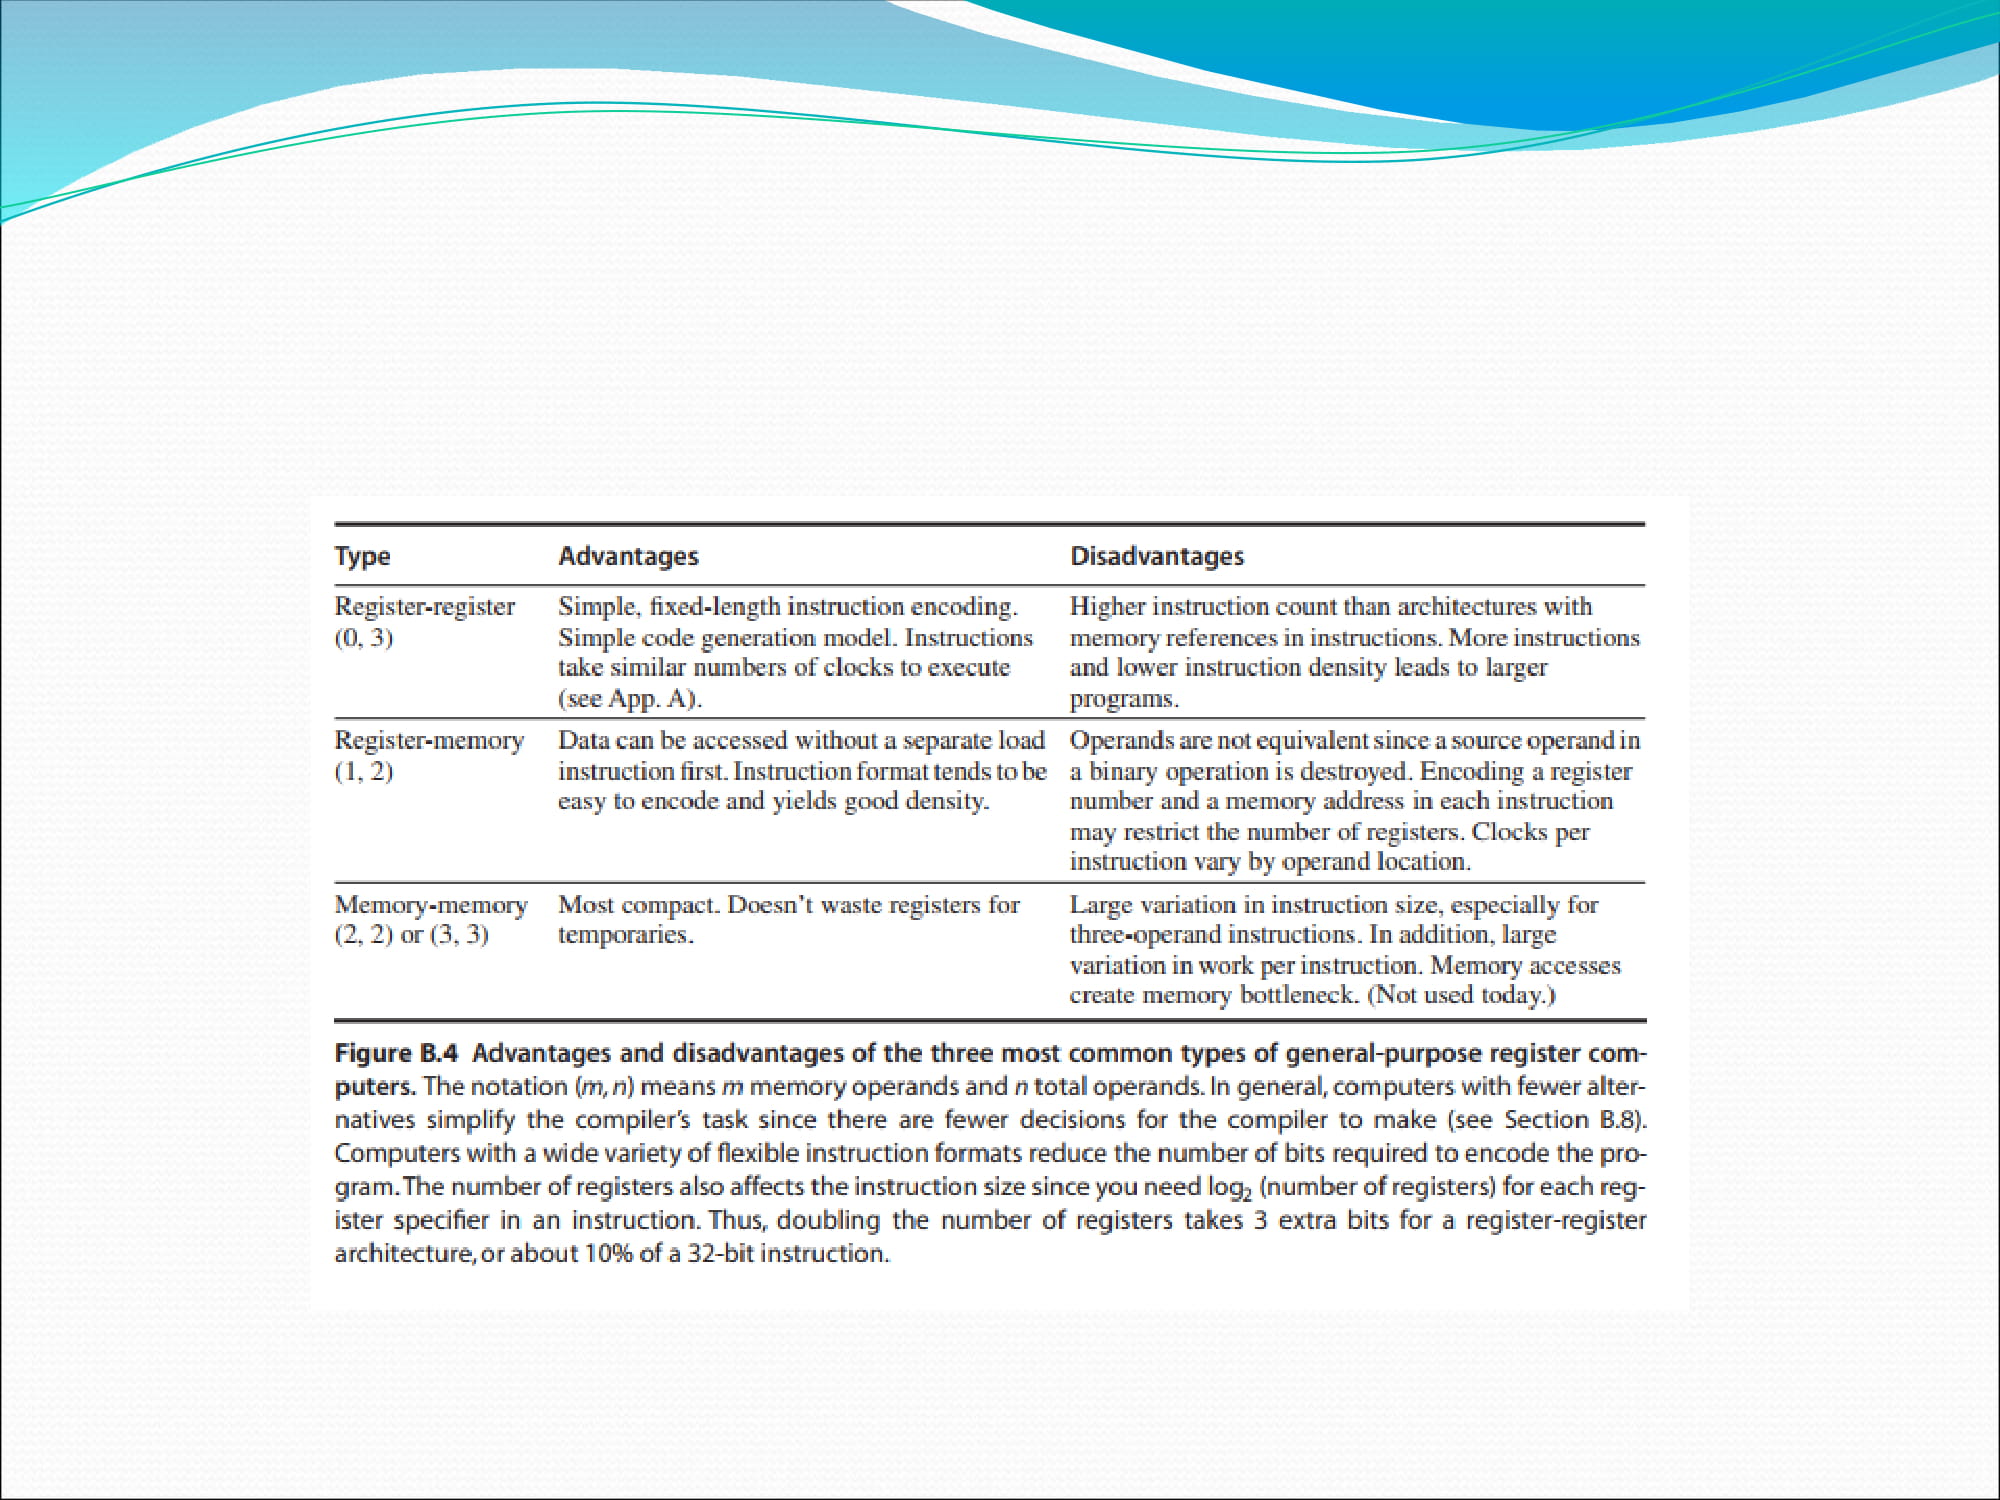 Type Advantages Disadvantages
Register-register Simple, fixed-length instruction encoding. Higher instruction count than architectures with
(0, 3) Simple code generation model. Instructions memory references in instructions. More instructions
take similar numbers of clocks to execute and lower instruction density leads to larger
(see App. A). programs.
Register-memory Data can be accessed without a separate load Operands are not equivalent since a source operand in
(1, 2) instruction first. Instruction format tends to be a binary operation is destroyed. Encoding a register
easy to encode and yields good density. number and a memory address in each instruction
may restrict the number of registers. Clocks per
instruction vary by operand location.
Memory-memory Most compact. Doesn't waste registers for Large variation in instruction size, especially for
(2, 2) or (3, 3) temporaries. three-operand instructions. In addition, large
variation in work per instruction. Memory accesses
create memory bottleneck. (Not used today.)
Figure B.4 Advantages and disadvantages of the three most common types of general-purpose register com-
puters. The notation (m, n) means m memory operands and n total operands. In general, computers with fewer alter-
natives simplify the compiler's task since there are fewer decisions for the compiler to make (see Section B.8).
Computers with a wide variety of flexible instruction formats reduce the number of bits required to encode the pro-
gram. The number of registers also affects the instruction size since you need log₂ (number of registers) for each reg-
ister specifier in an instruction. Thus, doubling the number of registers takes 3 extra bits for a register-register
architecture, or about 10% of a 32-bit instruction.